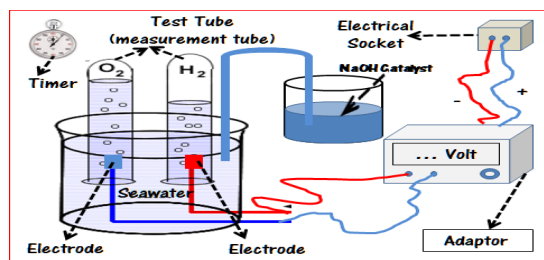 Test Tube
(measurement tube)
Electrical
Socket
Timer
O2
H2
NaOH Catalyst
-
+
... Volt
Seawater
Electrode
Electrode
Adaptor